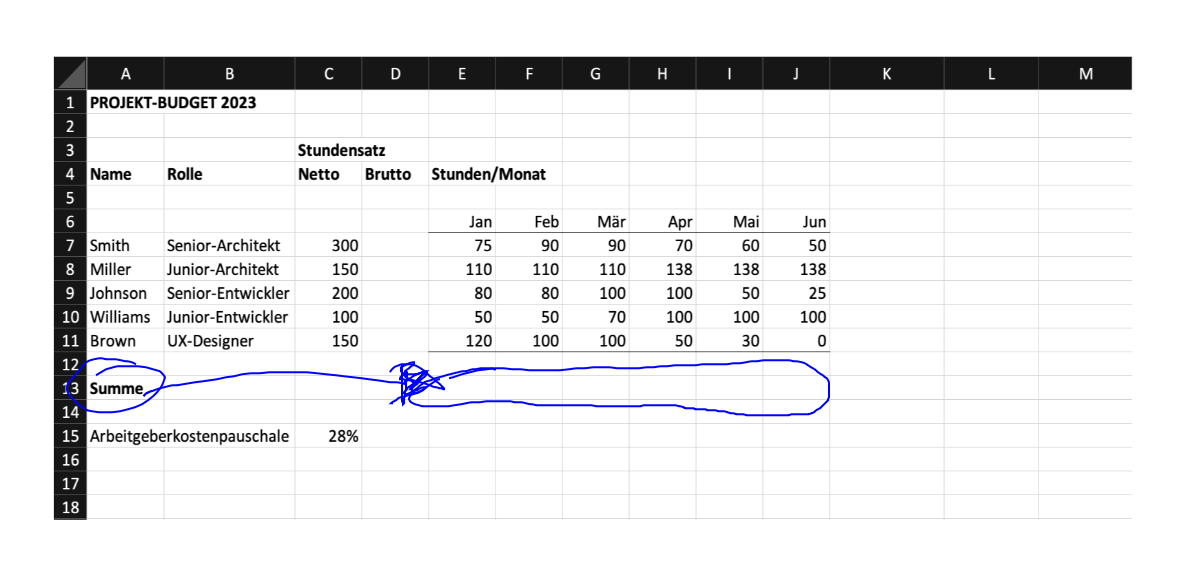 A B C D E F G H I J K L M
1 PROJEKT-BUDGET 2023
2
3 Stundensatz
4 Name Rolle Netto Brutto Stunden/Monat
5
6 Jan Feb Mär Apr Mai Jun
7 Smith Senior-Architekt 300 75 90 90 70 60 50
8 Miller Junior-Architekt 150 110 110 110 138 138 138
9 Johnson Senior-Entwickler 200 80 80 100 100 50 25
10 Williams Junior-Entwickler 100 50 50 70 100 100 100
11 Brown UX-Designer 150 120 100 100 50 30 0
12
13 Summe
14
15 Arbeitgeberkostenpauschale 28%
16
17
18